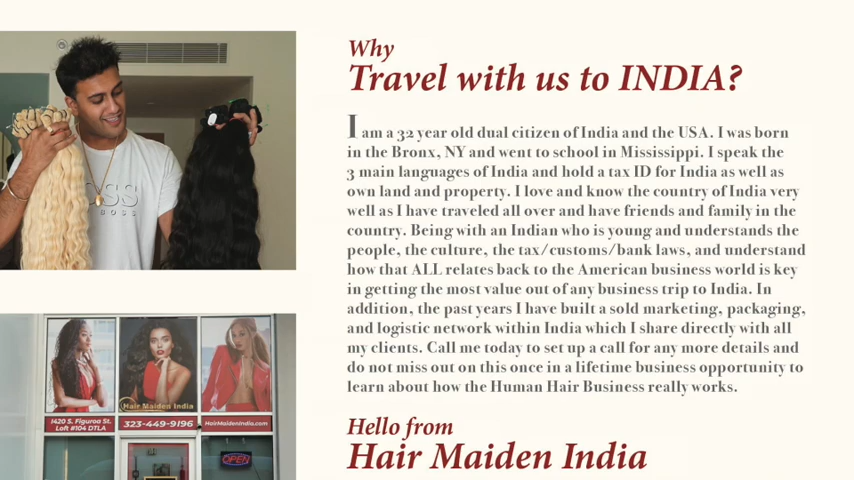 Why
Travel with us to INDIA?
I am a 32 year old dual citizen of India and the USA. I was born
in the Bronx, NY and went to school in Mississippi. I speak the
3 main languages of India and hold a tax ID for India as well as
own land and property. I love and know the country of India very
well as I have traveled all over and have friends and family in the
country. Being with an Indian who is young and understands the
people, the culture, the tax/customs/bank laws, and understand
how that ALL relates back to the American business world is key
in getting the most value out of any business trip to India. In
addition, the past years I have built a sold marketing, packaging,
and logistic network within India which I share directly with all
my clients. Call me today to set up a call for any more details and
do not miss out on this once in a lifetime business opportunity to
learn about how the Human Hair Business really works.
Hello from
Hair Maiden India
BOSS
Hair Maiden India
1420 S. Figuroa St.
Loft #104 DTLA
323-449-9196
HairMaidenIndia.com
OPEN